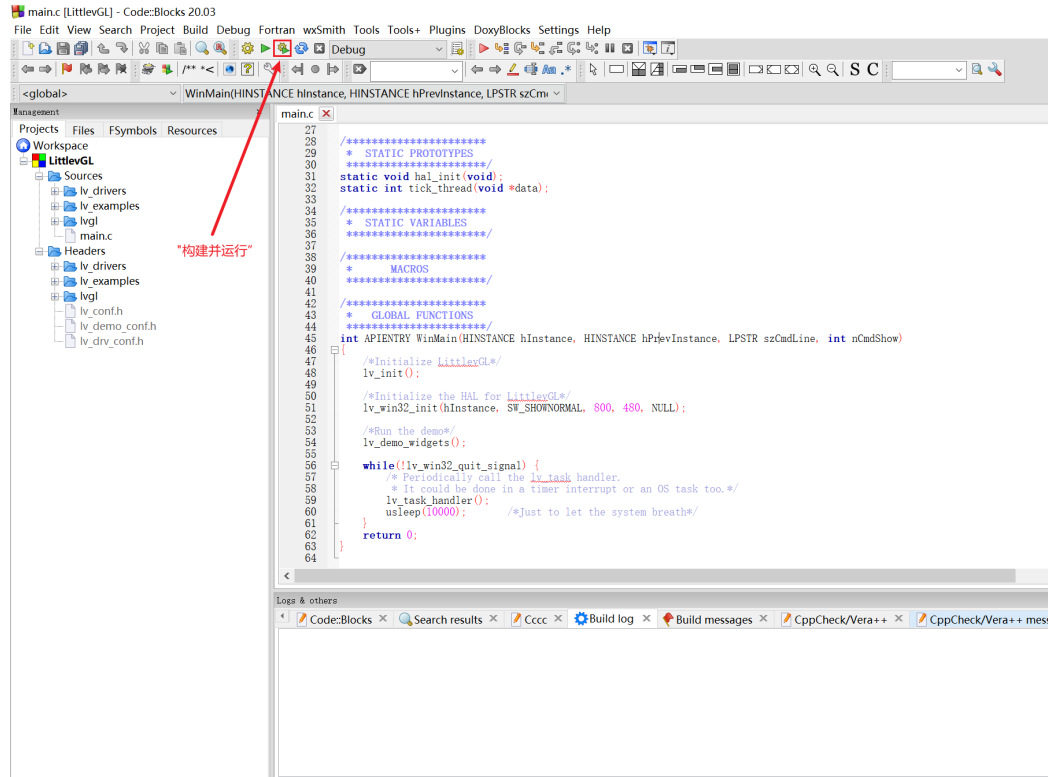 main.c [LittlevGL] - Code::Blocks 20.03
File Edit View Search Project Build Debug Fortran wxSmith Tools Tools+ Plugins DoxyBlocks Settings Help
Debug
/** *<
Aa .*
S C
<global>
WinMain(HINSTANCE hInstance, HINSTANCE hPrevInstance, LPSTR szCm
Management
Projects Files FSymbols Resources
Workspace
LittlevGL
Sources
lv_drivers
lv_examples
lvgl
main.c
Headers
lv_drivers
lv_examples
lvgl
lv_conf.h
lv_demo_conf.h
lv_drv_conf.h
"构建并运行"
main.c
27
28 /**********************
29 * STATIC PROTOTYPES
30 **********************/
31 static void hal_init(void);
32 static int tick_thread(void *data);
33
34 /**********************
35 * STATIC VARIABLES
36 **********************/
37
38 /**********************
39 * MACROS
40 **********************/
41
42 /**********************
43 * GLOBAL FUNCTIONS
44 **********************/
45 int APIENTRY WinMain(HINSTANCE hInstance, HINSTANCE hPrevInstance, LPSTR szCmdLine, int nCmdShow)
46 {
47 /*Initialize LittlevGL*/
48 lv_init();
49
50 /*Initialize the HAL for LittlevGL*/
51 lv_win32_init(hInstance, SW_SHOWNORMAL, 800, 480, NULL);
52
53 /*Run the demo*/
54 lv_demo_widgets();
55
56 while(!lv_win32_quit_signal) {
57 /* Periodically call the lv_task handler.
58 * It could be done in a timer interrupt or an OS task too.*/
59 lv_task_handler();
60 usleep(10000); /*Just to let the system breath*/
61 }
62 return 0;
63 }
64
Logs & others
Code::Blocks Search results Cccc Build log Build messages CppCheck/Vera++ CppCheck/Vera++ mess